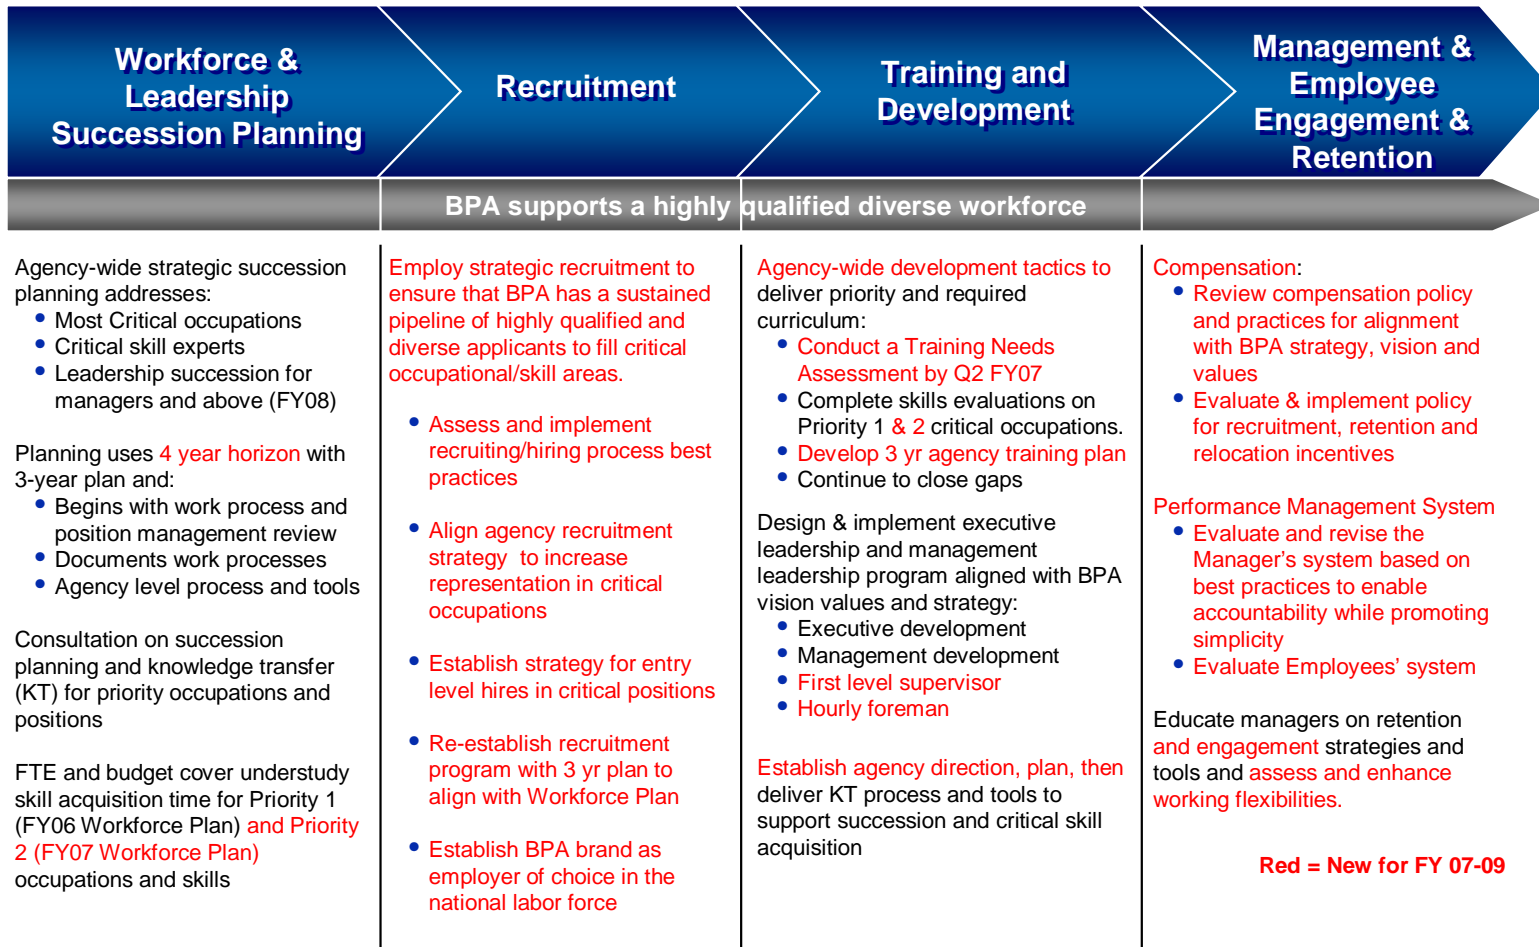 Workforce &
Leadership
Succession Planning
Recruitment
Training and
Development
Management &
Employee
Engagement &
Retention
BPA supports a highly qualified diverse workforce
Agency-wide strategic succession
planning addresses:
• Most Critical occupations
• Critical skill experts
• Leadership succession for
managers and above (FY08)
Planning uses 4 year horizon with
3-year plan and:
• Begins with work process and
position management review
• Documents work processes
• Agency level process and tools
Consultation on succession
planning and knowledge transfer
(KT) for priority occupations and
positions
FTE and budget cover understudy
skill acquisition time for Priority 1
(FY06 Workforce Plan) and Priority
2 (FY07 Workforce Plan)
occupations and skills
Employ strategic recruitment to
ensure that BPA has a sustained
pipeline of highly qualified and
diverse applicants to fill critical
occupational/skill areas.
• Assess and implement
recruiting/hiring process best
practices
• Align agency recruitment
strategy to increase
representation in critical
occupations
• Establish strategy for entry
level hires in critical positions
• Re-establish recruitment
program with 3 yr plan to
align with Workforce Plan
• Establish BPA brand as
employer of choice in the
national labor force
Agency-wide development tactics to
deliver priority and required
curriculum:
• Conduct a Training Needs
Assessment by Q2 FY07
• Complete skills evaluations on
Priority 1 & 2 critical occupations.
• Develop 3 yr agency training plan
• Continue to close gaps
Design & implement executive
leadership and management
leadership program aligned with BPA
vision values and strategy:
• Executive development
• Management development
• First level supervisor
• Hourly foreman
Establish agency direction, plan, then
deliver KT process and tools to
support succession and critical skill
acquisition
Compensation:
• Review compensation policy
and practices for alignment
with BPA strategy, vision and
values
• Evaluate & implement policy
for recruitment, retention and
relocation incentives
Performance Management System
• Evaluate and revise the
Manager's system based on
best practices to enable
accountability while promoting
simplicity
• Evaluate Employees' system
Educate managers on retention
and engagement strategies and
tools and assess and enhance
working flexibilities.
Red = New for FY 07-09